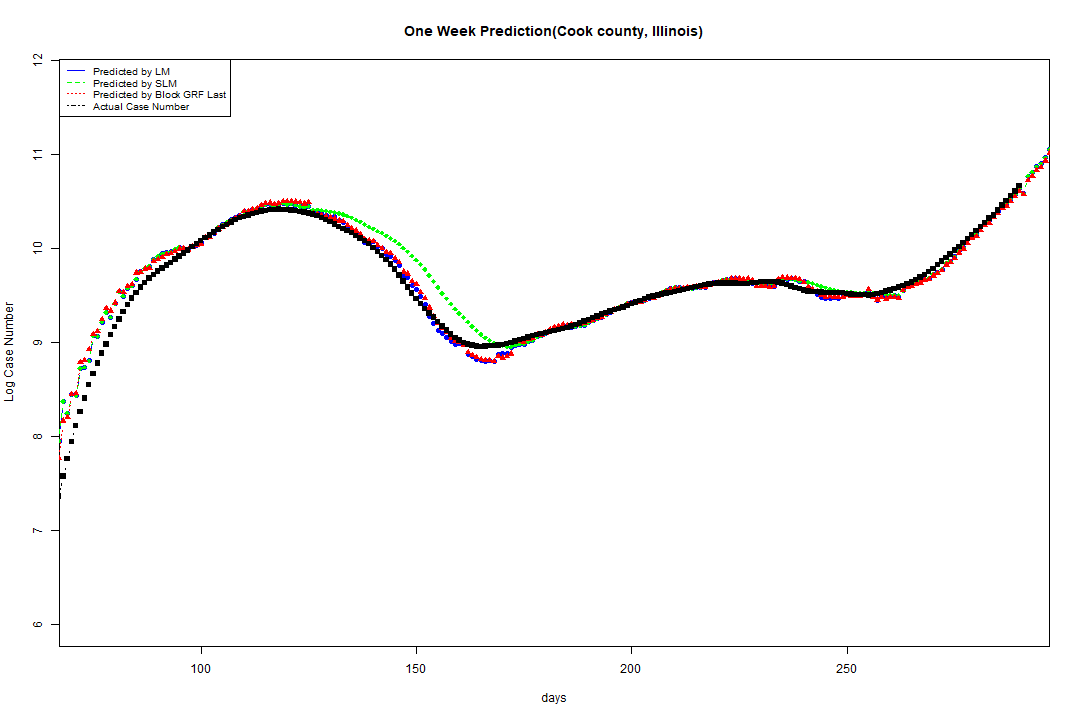 One Week Prediction(Cook county, Illinois)
Predicted by LM
Predicted by SLM
Predicted by Block GRF Last
Actual Case Number
12
11
10
9
8
7
6
Log Case Number
100 150 200 250
days